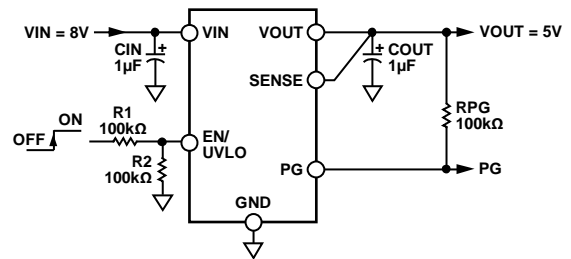 VIN = 8V
CIN
1µF
+
VIN
VOUT
SENSE
+
COUT
1µF
VOUT = 5V
RPG
100kΩ
ON
OFF
R1
100kΩ
R2
100kΩ
EN/
UVLO
PG
PG
GND